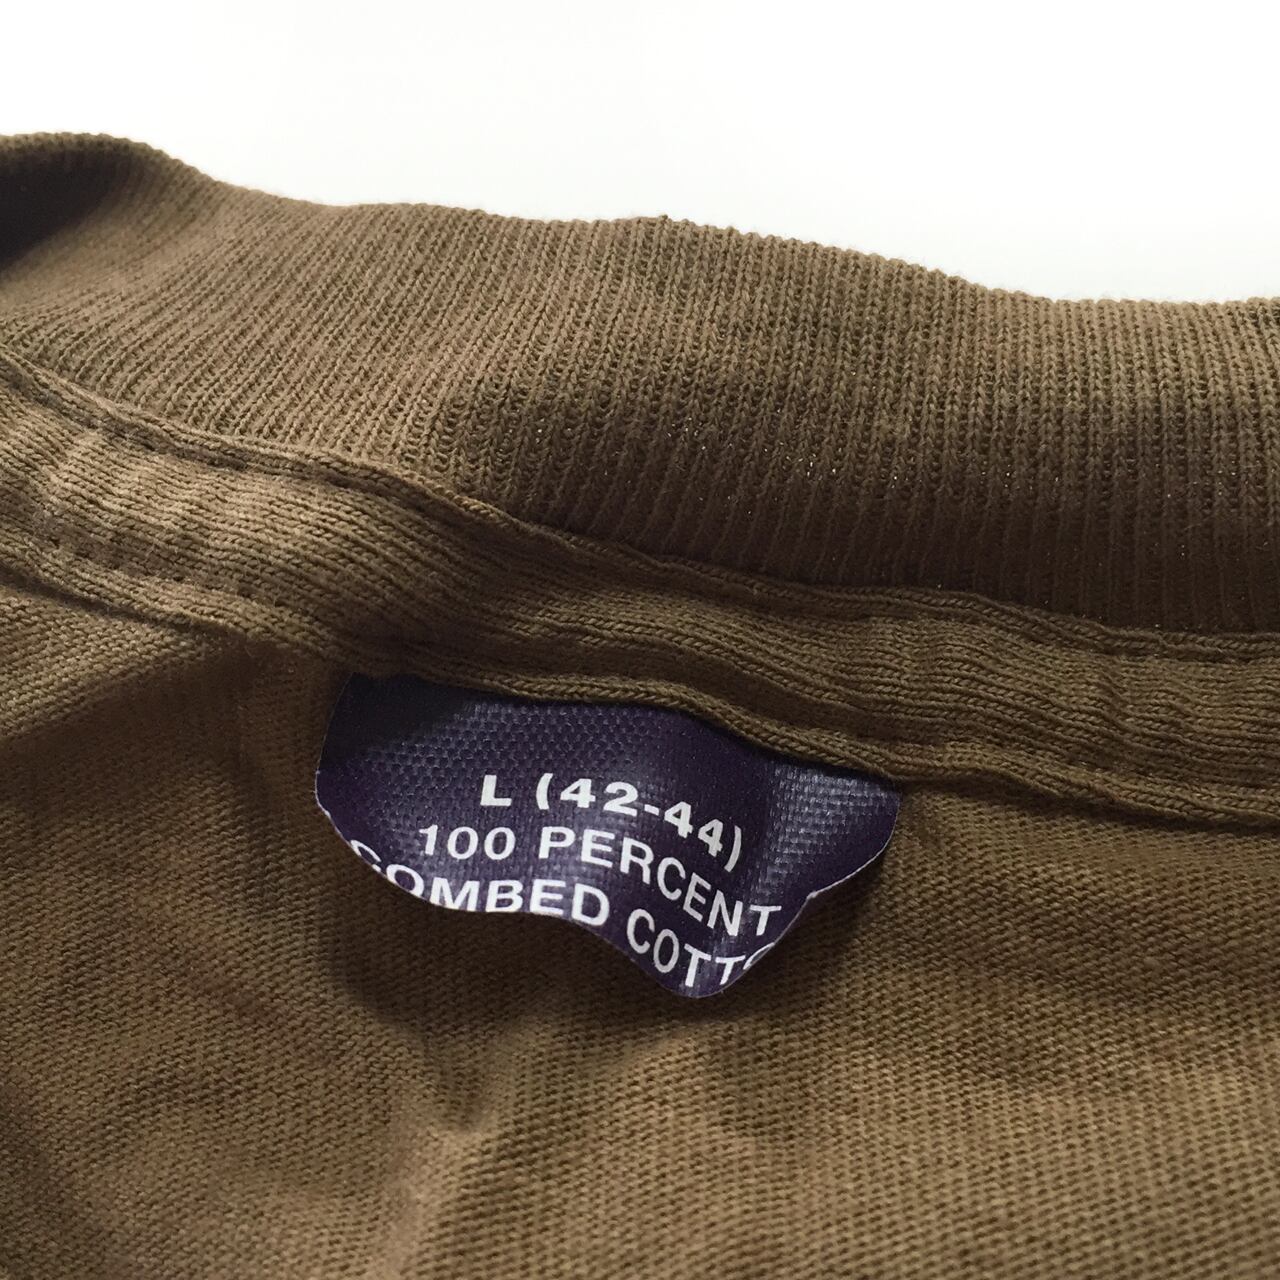 L (42-44)
100 PERCENT
COMBED COTTO